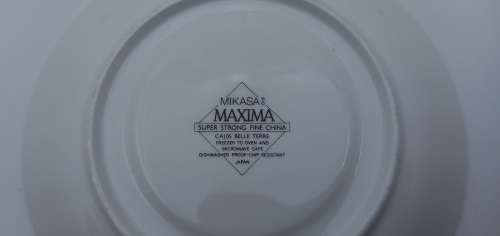 MIKASA®
MAXIMA
SUPER STRONG FINE CHINA
CAJ05 BELLE TERRE
FREEZER TO OVEN AND
MICROWAVE SAFE
DISHWASHER PROOF-CHIP RESISTANT
JAPAN